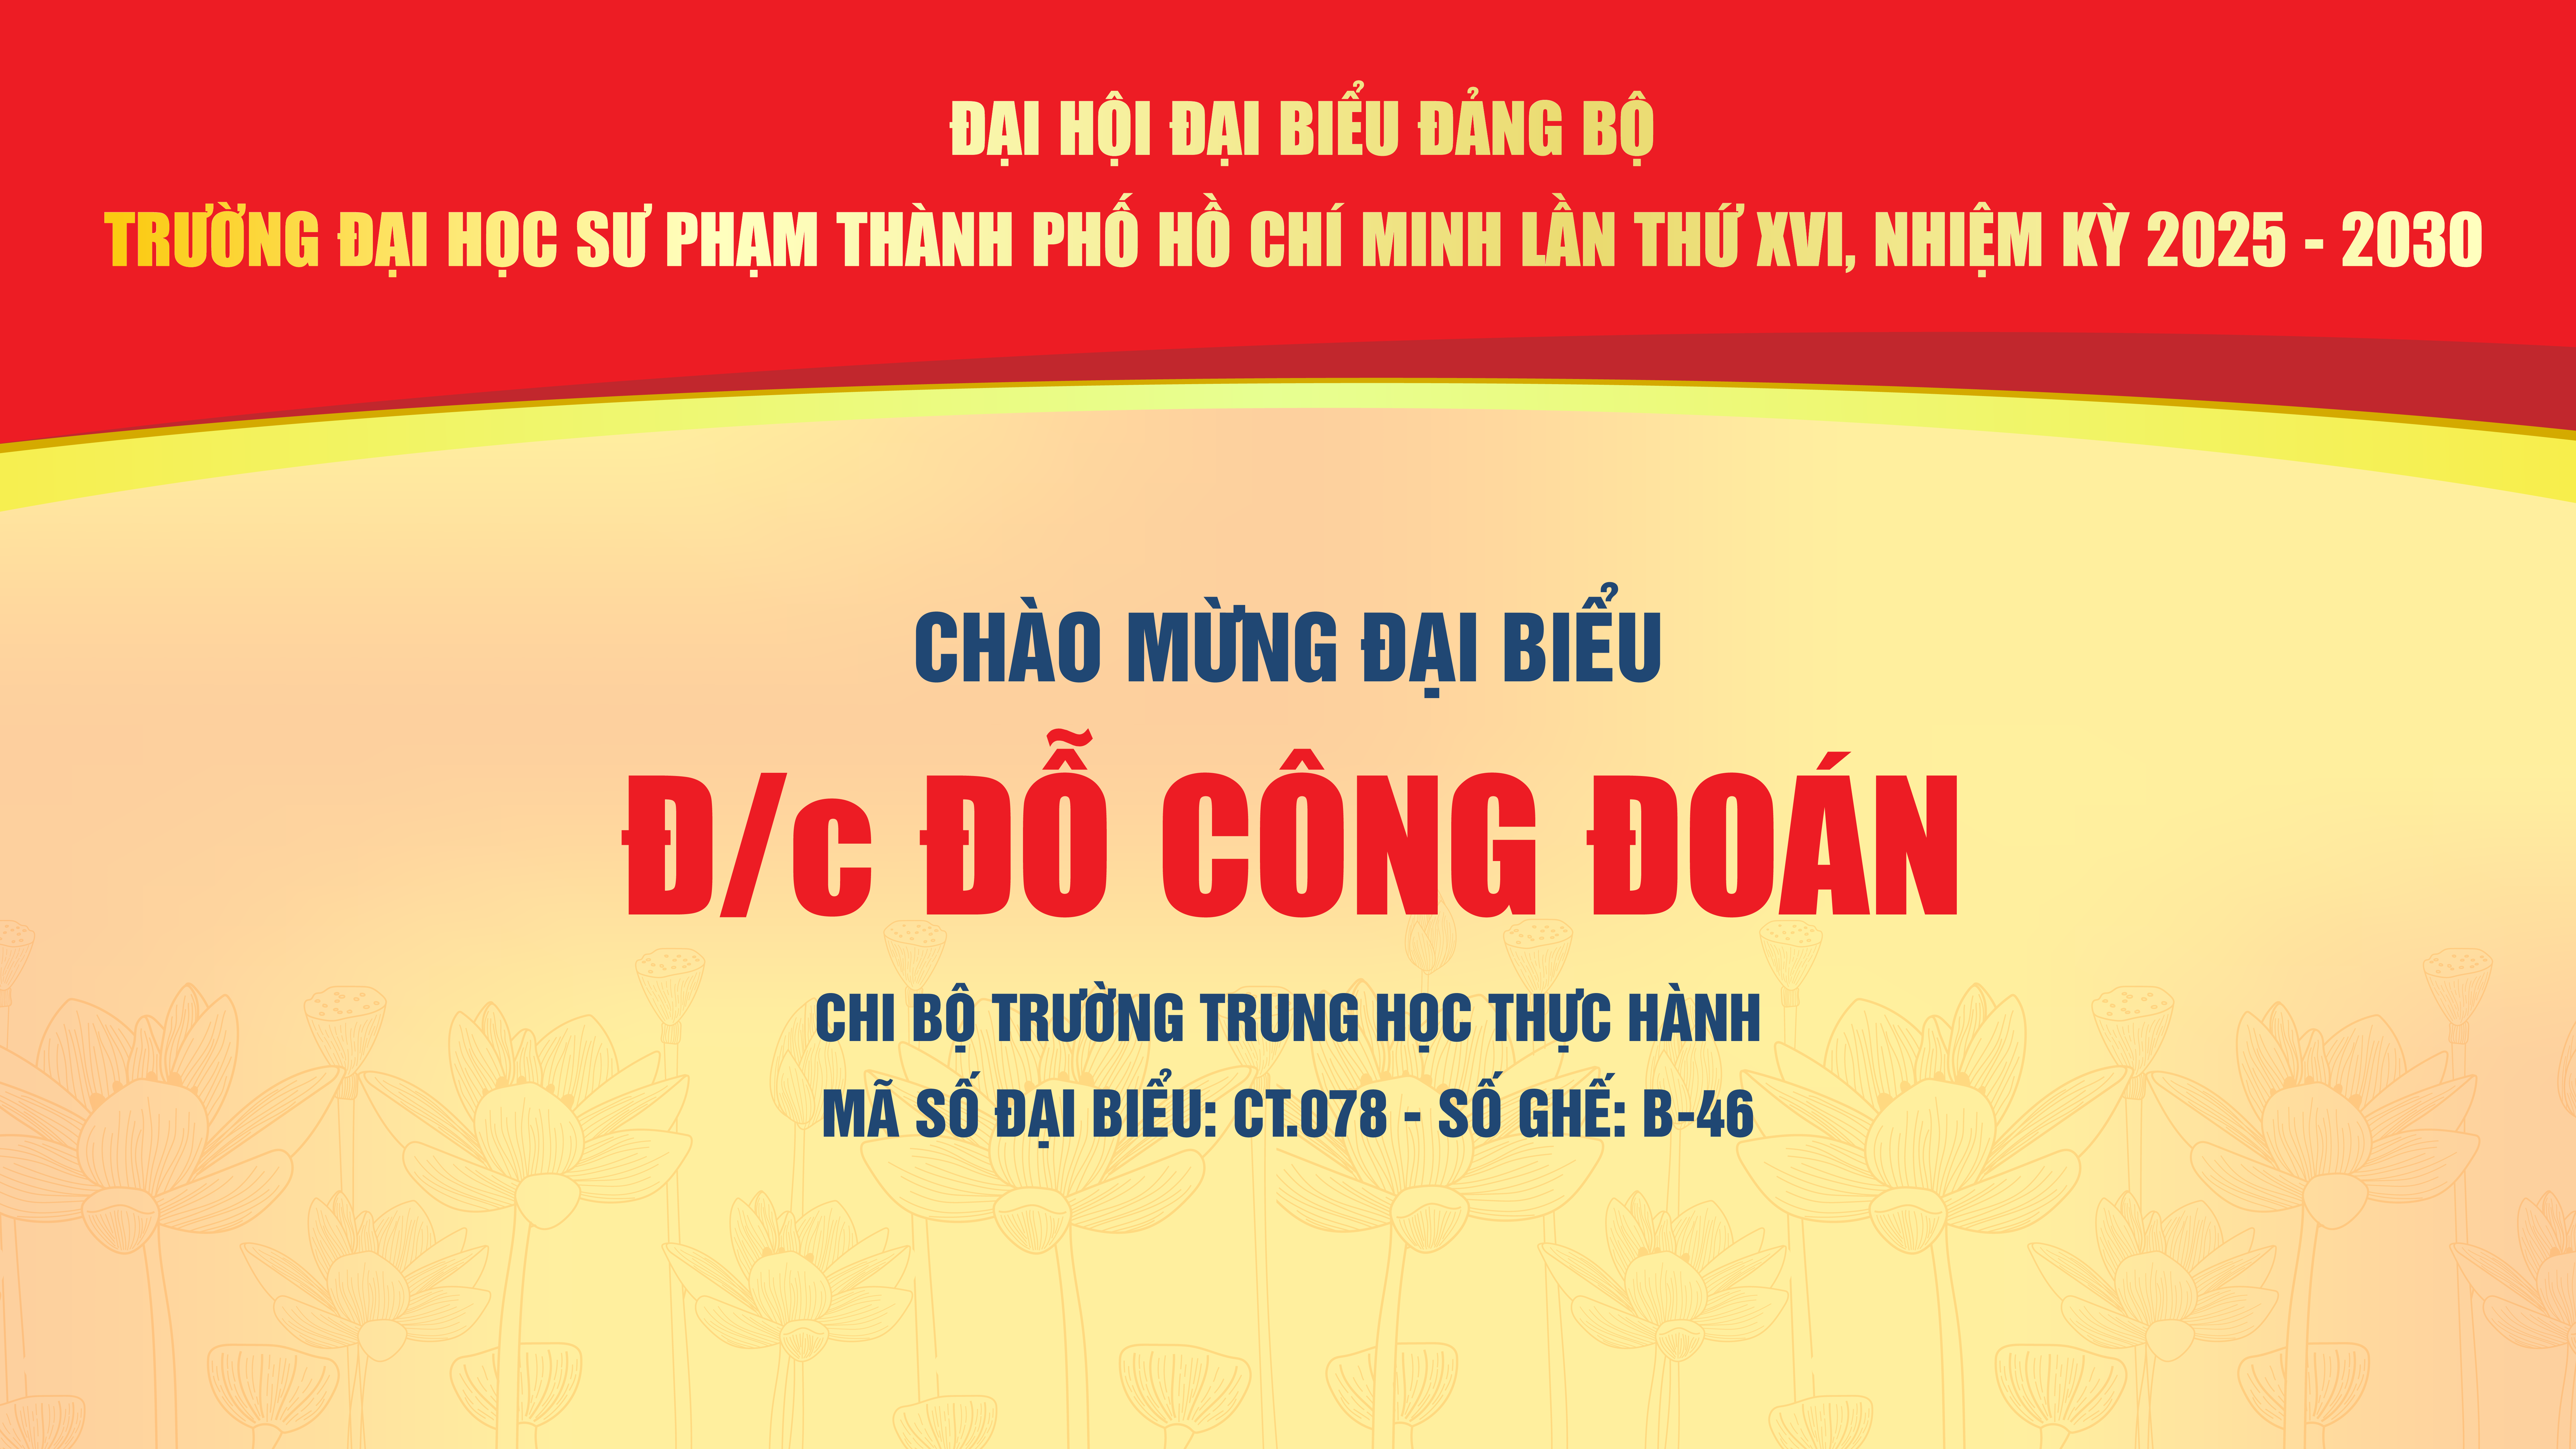 ĐẠI HỘI ĐẠI BIỂU ĐẢNG BỘ
TRƯỜNG ĐẠI HỌC SƯ PHẠM THÀNH PHỐ HỒ CHÍ MINH LẦN THỨ XVI, NHIỆM KỲ 2025 - 2030
CHÀO MỪNG ĐẠI BIỂU
Đ/c ĐỖ CÔNG ĐOÁN
CHI BỘ TRƯỜNG TRUNG HỌC THỰC HÀNH
MÃ SỐ ĐẠI BIỂU: CT.078 - SỐ GHẾ: B-46